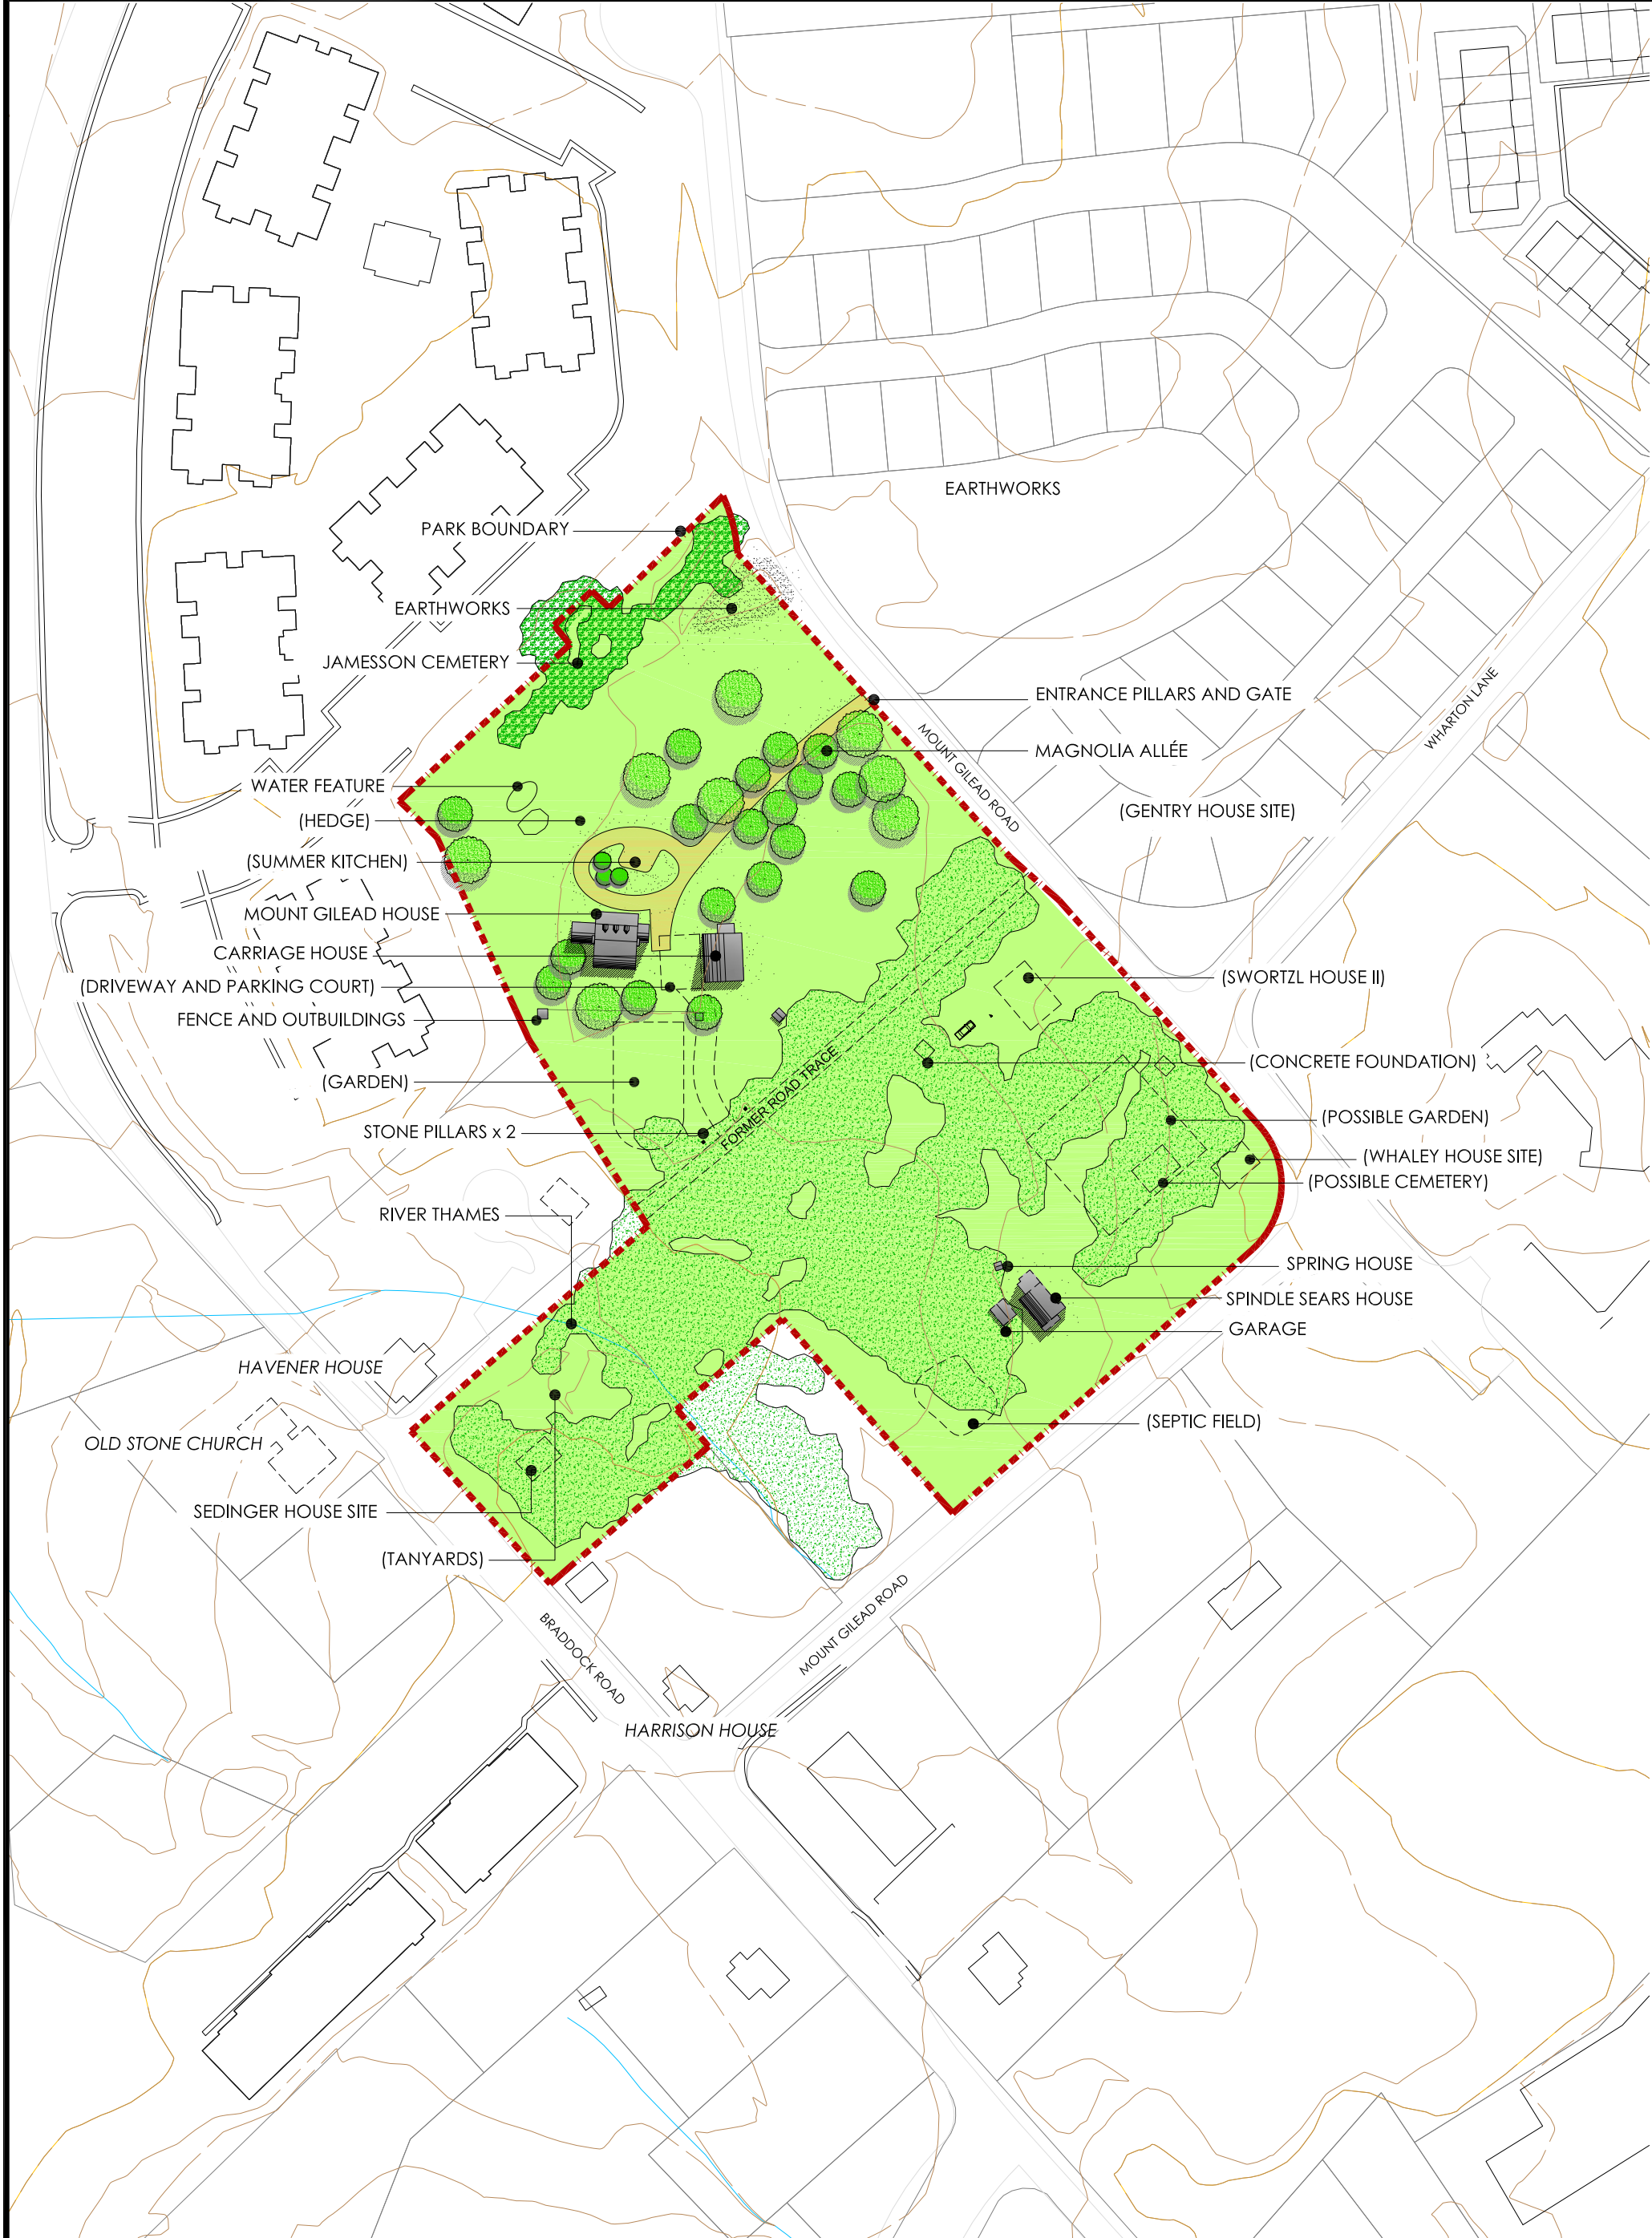 EARTHWORKS
PARK BOUNDARY
EARTHWORKS
JAMESSON CEMETERY
ENTRANCE PILLARS AND GATE
WHARTON LANE
MOUNT GILEAD ROAD
MAGNOLIA ALLÉE
WATER FEATURE
(GENTRY HOUSE SITE)
(HEDGE)
(SUMMER KITCHEN)
MOUNT GILEAD HOUSE
CARRIAGE HOUSE
(SWORTZL HOUSE II)
(DRIVEWAY AND PARKING COURT)
FENCE AND OUTBUILDINGS
(CONCRETE FOUNDATION)
(GARDEN)
FORMER ROAD TRACE
(POSSIBLE GARDEN)
STONE PILLARS x 2
(WHALEY HOUSE SITE)
(POSSIBLE CEMETERY)
RIVER THAMES
SPRING HOUSE
SPINDLE SEARS HOUSE
GARAGE
HAVENER HOUSE
(SEPTIC FIELD)
OLD STONE CHURCH
SEDINGER HOUSE SITE
(TANYARDS)
MOUNT GILEAD ROAD
BRADDOCK ROAD
HARRISON HOUSE